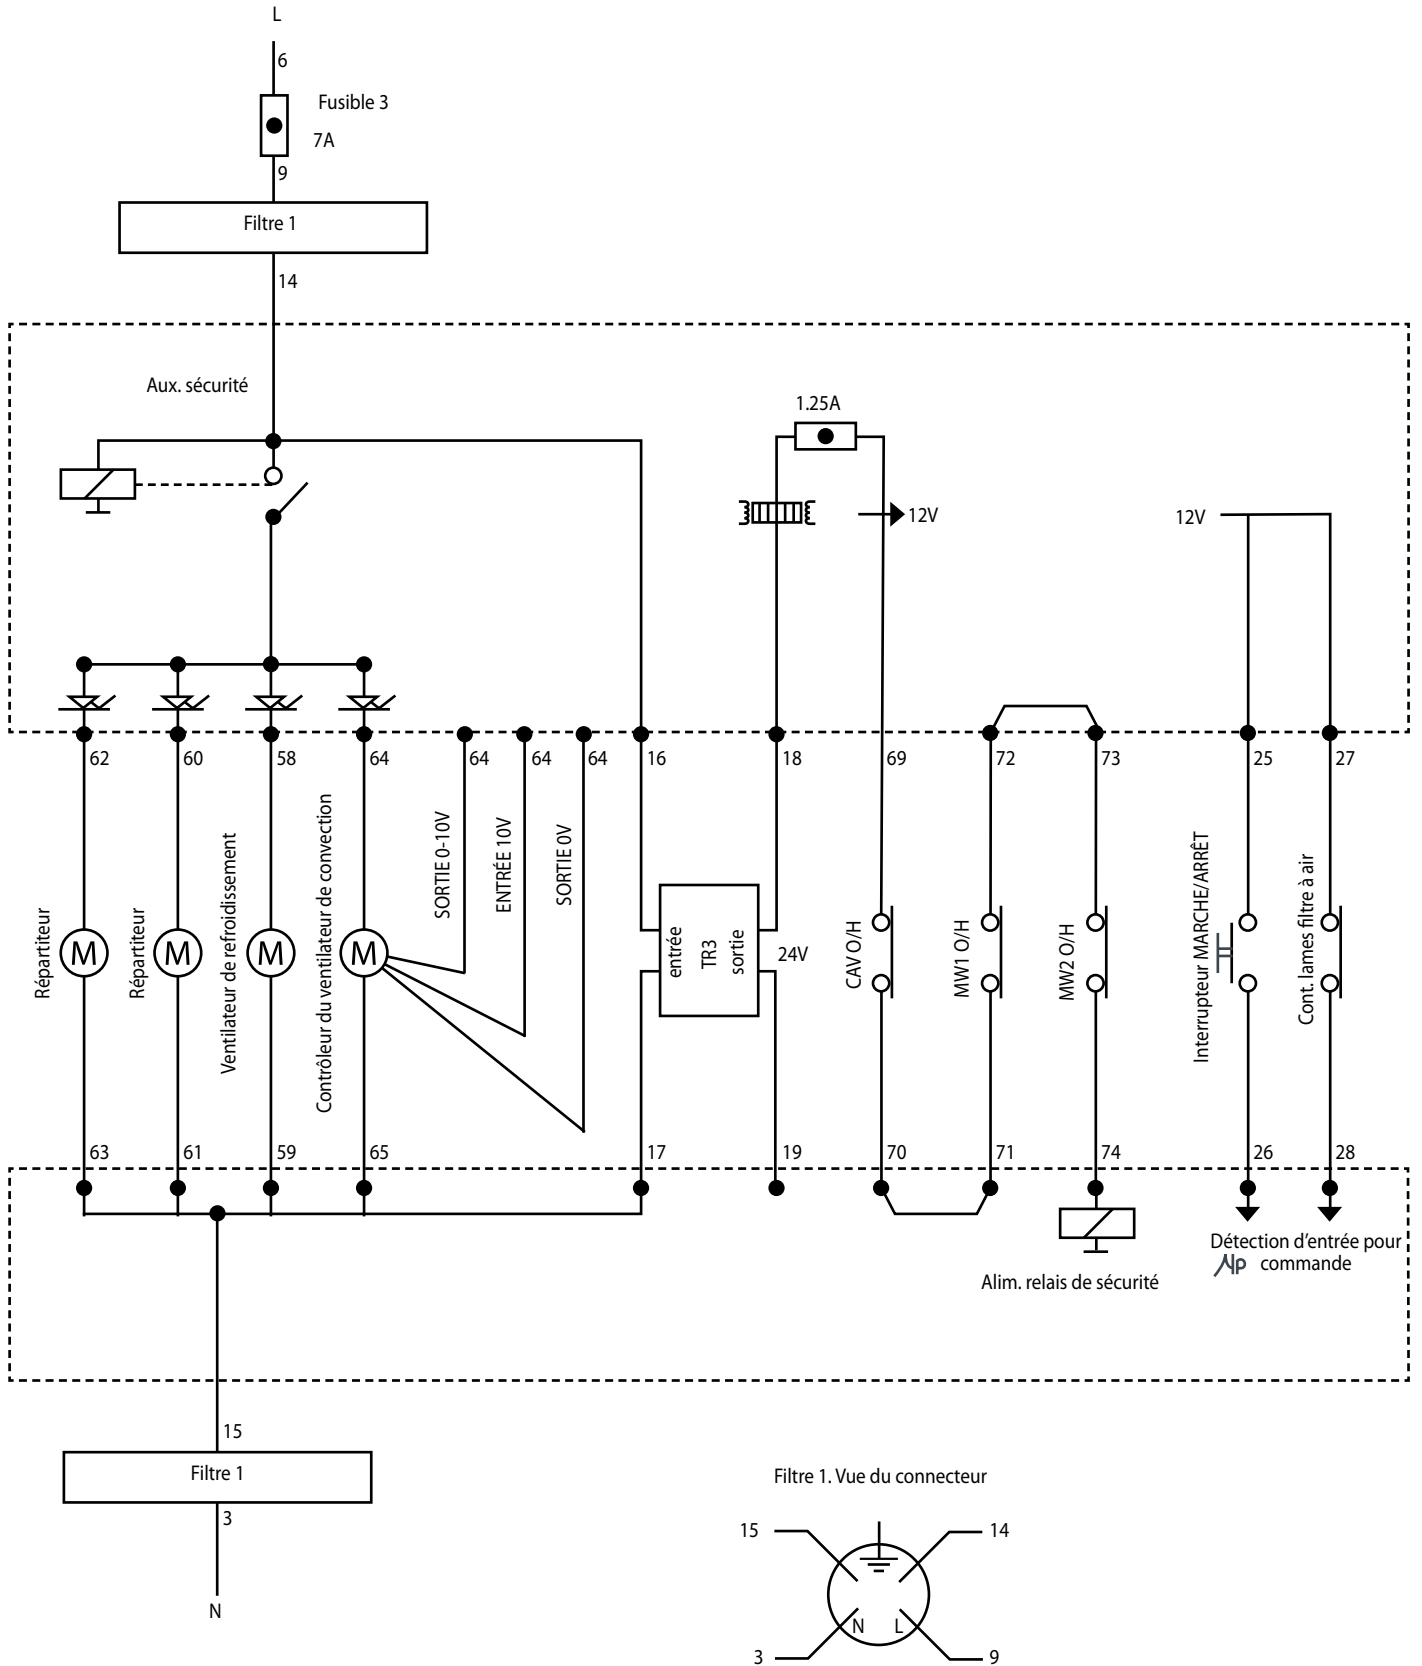 L
6
Fusible 3
7A
9
Filtre 1
14
Aux. sécurité
1.25A
12V
12V
62
60
58
64
64
64
64
16
18
69
72
73
25
27
Répartiteur
Répartiteur
Ventilateur de refroidissement
Contrôleur du ventilateur de convection
SORTIE 0-10V
ENTRÉE 10V
SORTIE 0V
M
M
M
M
entrée
TR3
sortie
24V
CAV O/H
MW1 O/H
MW2 O/H
Interrupteur MARCHE/ARRÊT
Cont. lames filtre à air
63
61
59
65
17
19
70
71
74
26
28
Détection d'entrée pour
commande
Alim. relais de sécurité
15
Filtre 1
3
N
Filtre 1. Vue du connecteur
15
14
N
L
3
9